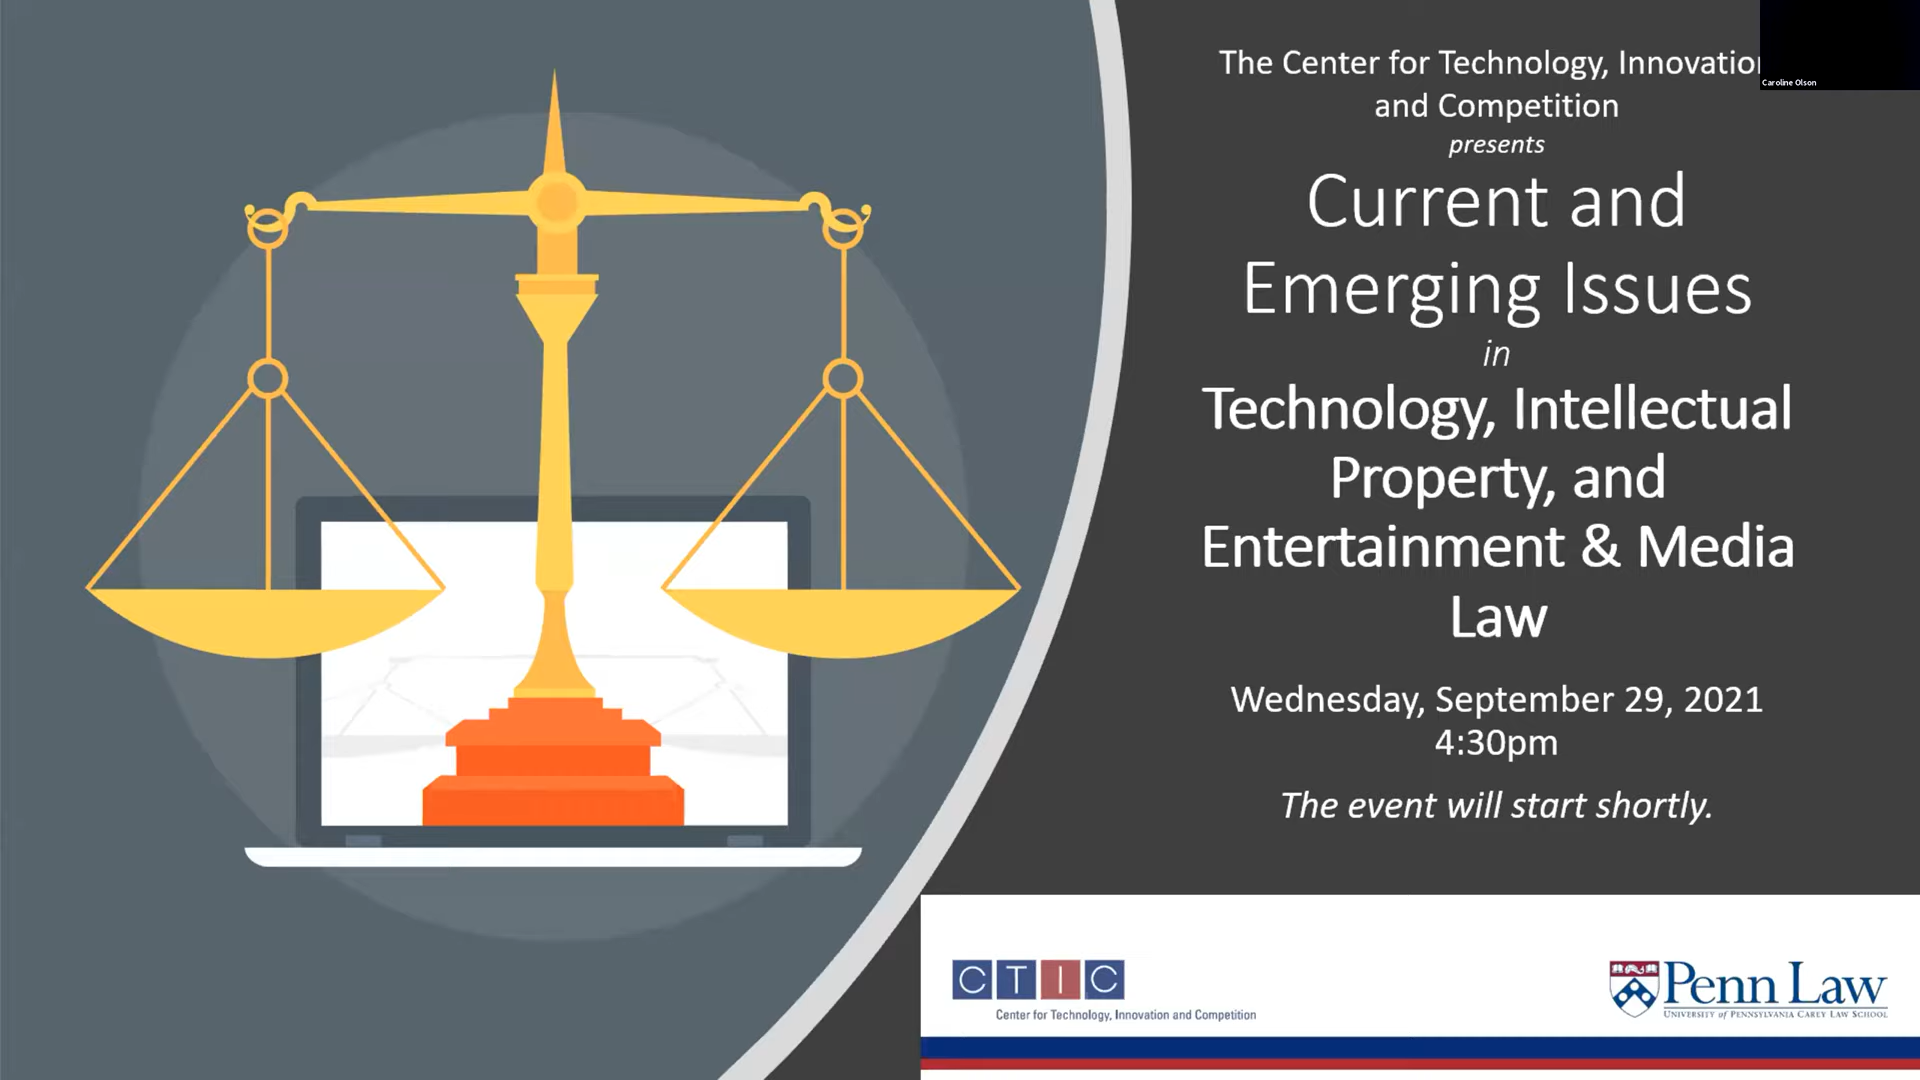 The Center for Technology, Innovation
and Competition
presents
Current and
Emerging Issues
in
Technology, Intellectual
Property, and
Entertainment & Media
Law
Wednesday, September 29, 2021
4:30pm
The event will start shortly.
Caroline Olson
CTIC
Center for Technology, Innovation and Competition
Penn Law
UNIVERSITY of PENNSYLVANIA CAREY LAW SCHOOL